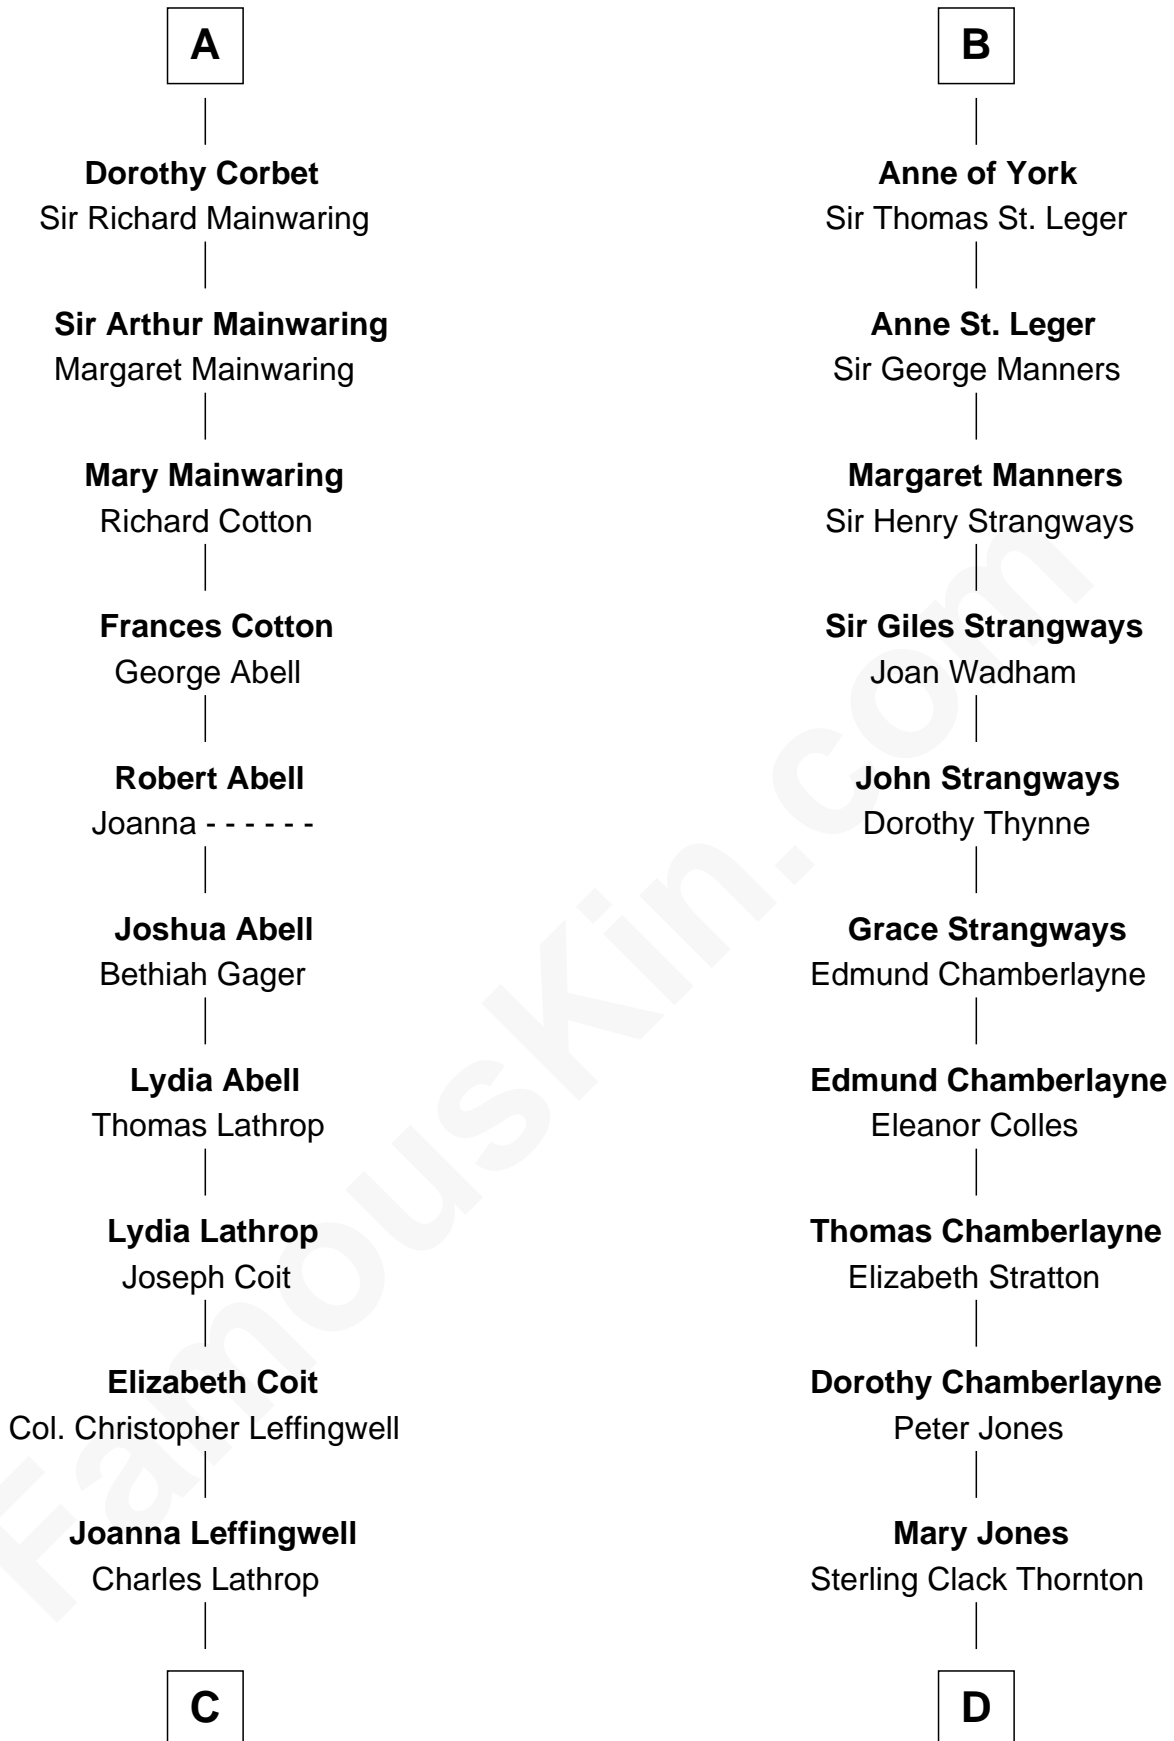 A
Dorothy Corbet
Sir Richard Mainwaring
Sir Arthur Mainwaring
Margaret Mainwaring
Mary Mainwaring
Richard Cotton
Frances Cotton
George Abell
Robert Abell
Joanna - - - - - -
Joshua Abell
Bethiah Gager
Lydia Abell
Thomas Lathrop
Lydia Lathrop
Joseph Coit
Elizabeth Coit
Col. Christopher Leffingwell
Joanna Leffingwell
Charles Lathrop
C
B
Anne of York
Sir Thomas St. Leger
Anne St. Leger
Sir George Manners
Margaret Manners
Sir Henry Strangways
Sir Giles Strangways
Joan Wadham
John Strangways
Dorothy Thynne
Grace Strangways
Edmund Chamberlayne
Edmund Chamberlayne
Eleanor Colles
Thomas Chamberlayne
Elizabeth Stratton
Dorothy Chamberlayne
Peter Jones
Mary Jones
Sterling Clack Thornton
D
FamousKin.com